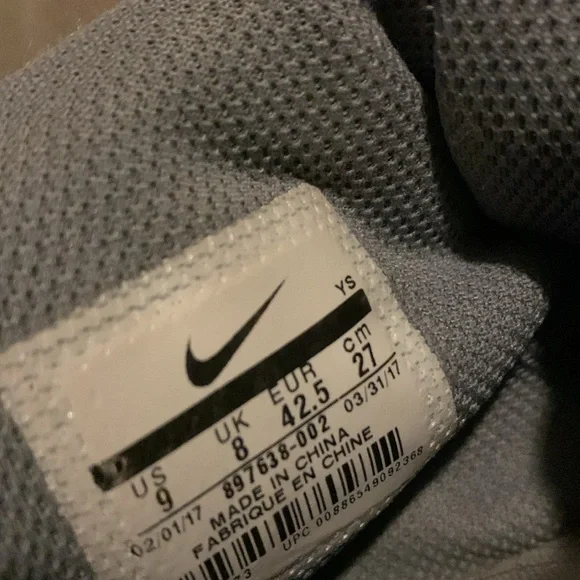 YS
US UK EUR cm
9 8 42.5 27
02/01/17 897638-002 03/31/17
MADE IN CHINA
FABRIQUE EN CHINE
UPC 00886549092368
73